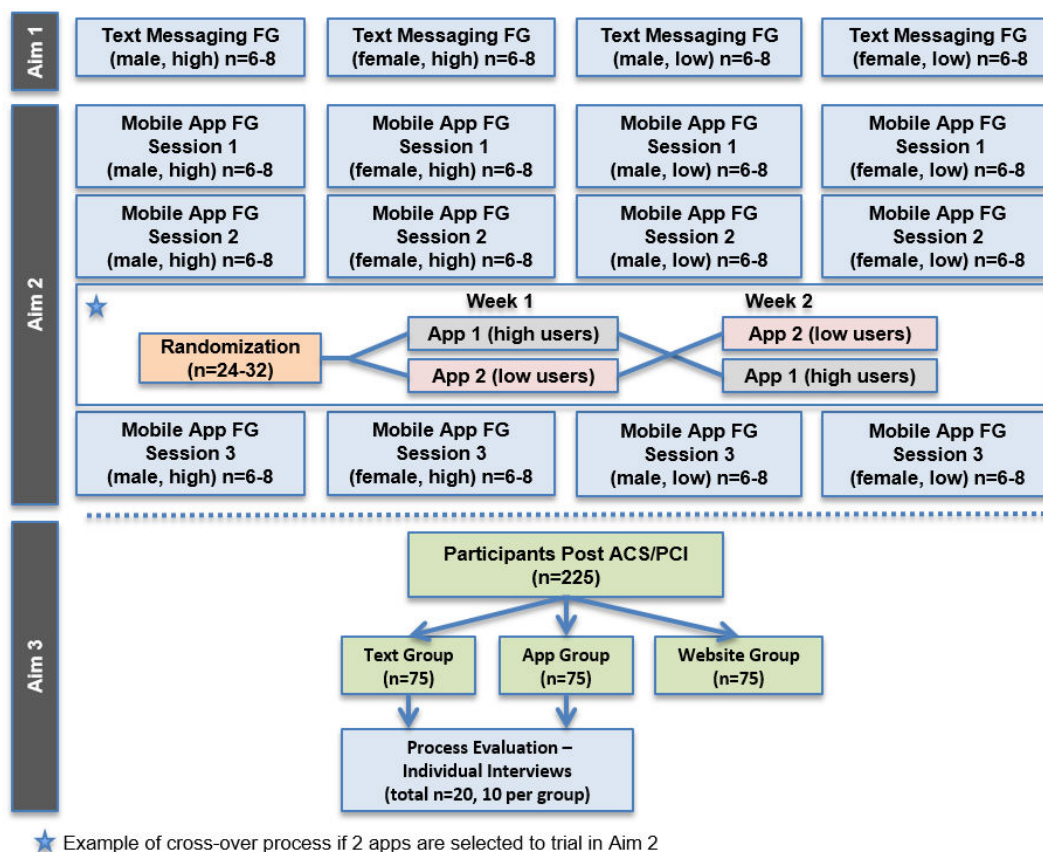 Aim 1
Text Messaging FG
(male, high) n=6-8
Text Messaging FG
(female, high) n=6-8
Text Messaging FG
(male, low) n=6-8
Text Messaging FG
(female, low) n=6-8
Aim 2
Mobile App FG
Session 1
(male, high) n=6-8
Mobile App FG
Session 1
(female, high) n=6-8
Mobile App FG
Session 1
(male, low) n=6-8
Mobile App FG
Session 1
(female, low) n=6-8
Mobile App FG
Session 2
(male, high) n=6-8
Mobile App FG
Session 2
(female, high) n=6-8
Mobile App FG
Session 2
(male, low) n=6-8
Mobile App FG
Session 2
(female, low) n=6-8
Week 1
Week 2
Randomization
(n=24-32)
App 1 (high users)
App 2 (low users)
App 2 (low users)
App 1 (high users)
Mobile App FG
Session 3
(male, high) n=6-8
Mobile App FG
Session 3
(female, high) n=6-8
Mobile App FG
Session 3
(male, low) n=6-8
Mobile App FG
Session 3
(female, low) n=6-8
Aim 3
Participants Post ACS/PCI
(n=225)
Text Group
(n=75)
App Group
(n=75)
Website Group
(n=75)
Process Evaluation –
Individual Interviews
(total n=20, 10 per group)
Example of cross-over process if 2 apps are selected to trial in Aim 2